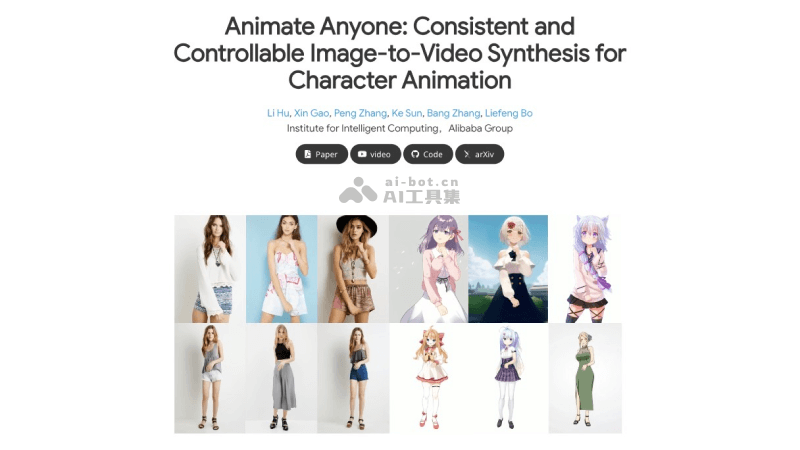 Animate Anyone: Consistent and
Controllable Image-to-Video Synthesis for
Character Animation
Li Hu, Xin Gao, Peng Zhang, Ke Sun, Bang Zhang, Liefeng Bo
Institute for Intelligent Computing，Alibaba Group
Paper video Code arXiv
ai-bot.cn
AI工具集